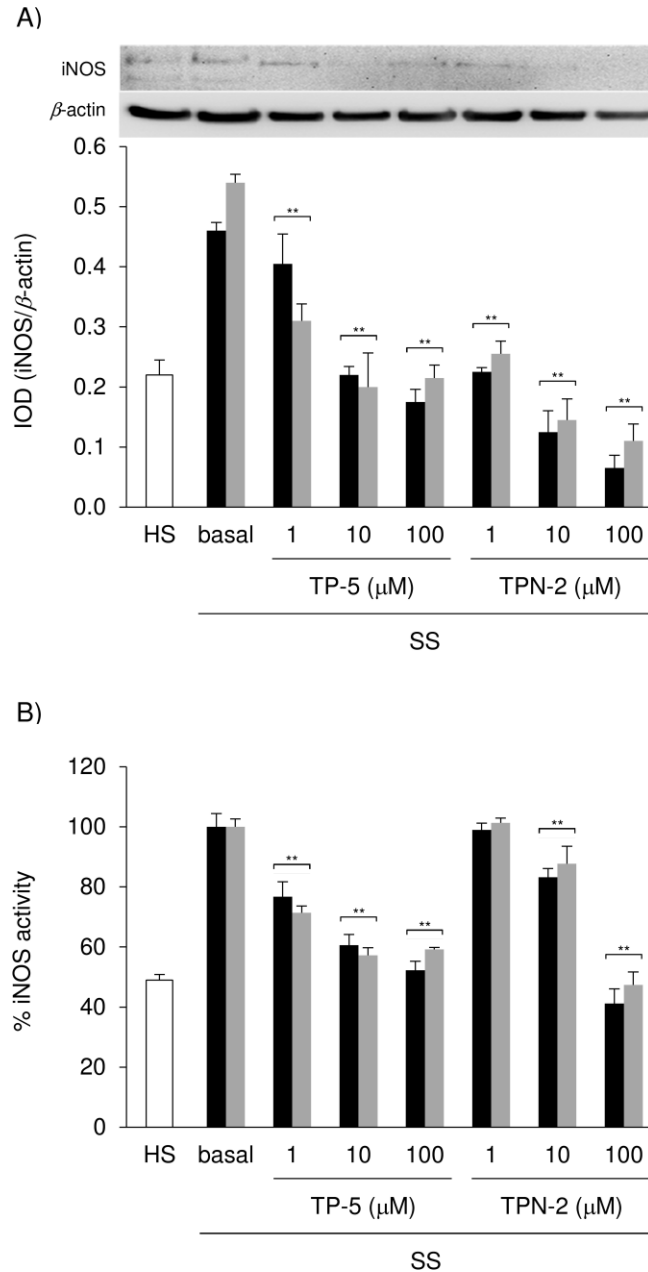 A)
iNOS
β-actin
0.6
0.5
0.4
0.3
0.2
0.1
0.0
IOD (iNOS/β-actin)
** ** ** ** ** **
HS basal 1 10 100 1 10 100
TP-5 (μM) TPN-2 (μM)
SS
B)
120
100
80
60
40
20
0
% iNOS activity
** ** ** ** **
HS basal 1 10 100 1 10 100
TP-5 (μM) TPN-2 (μM)
SS